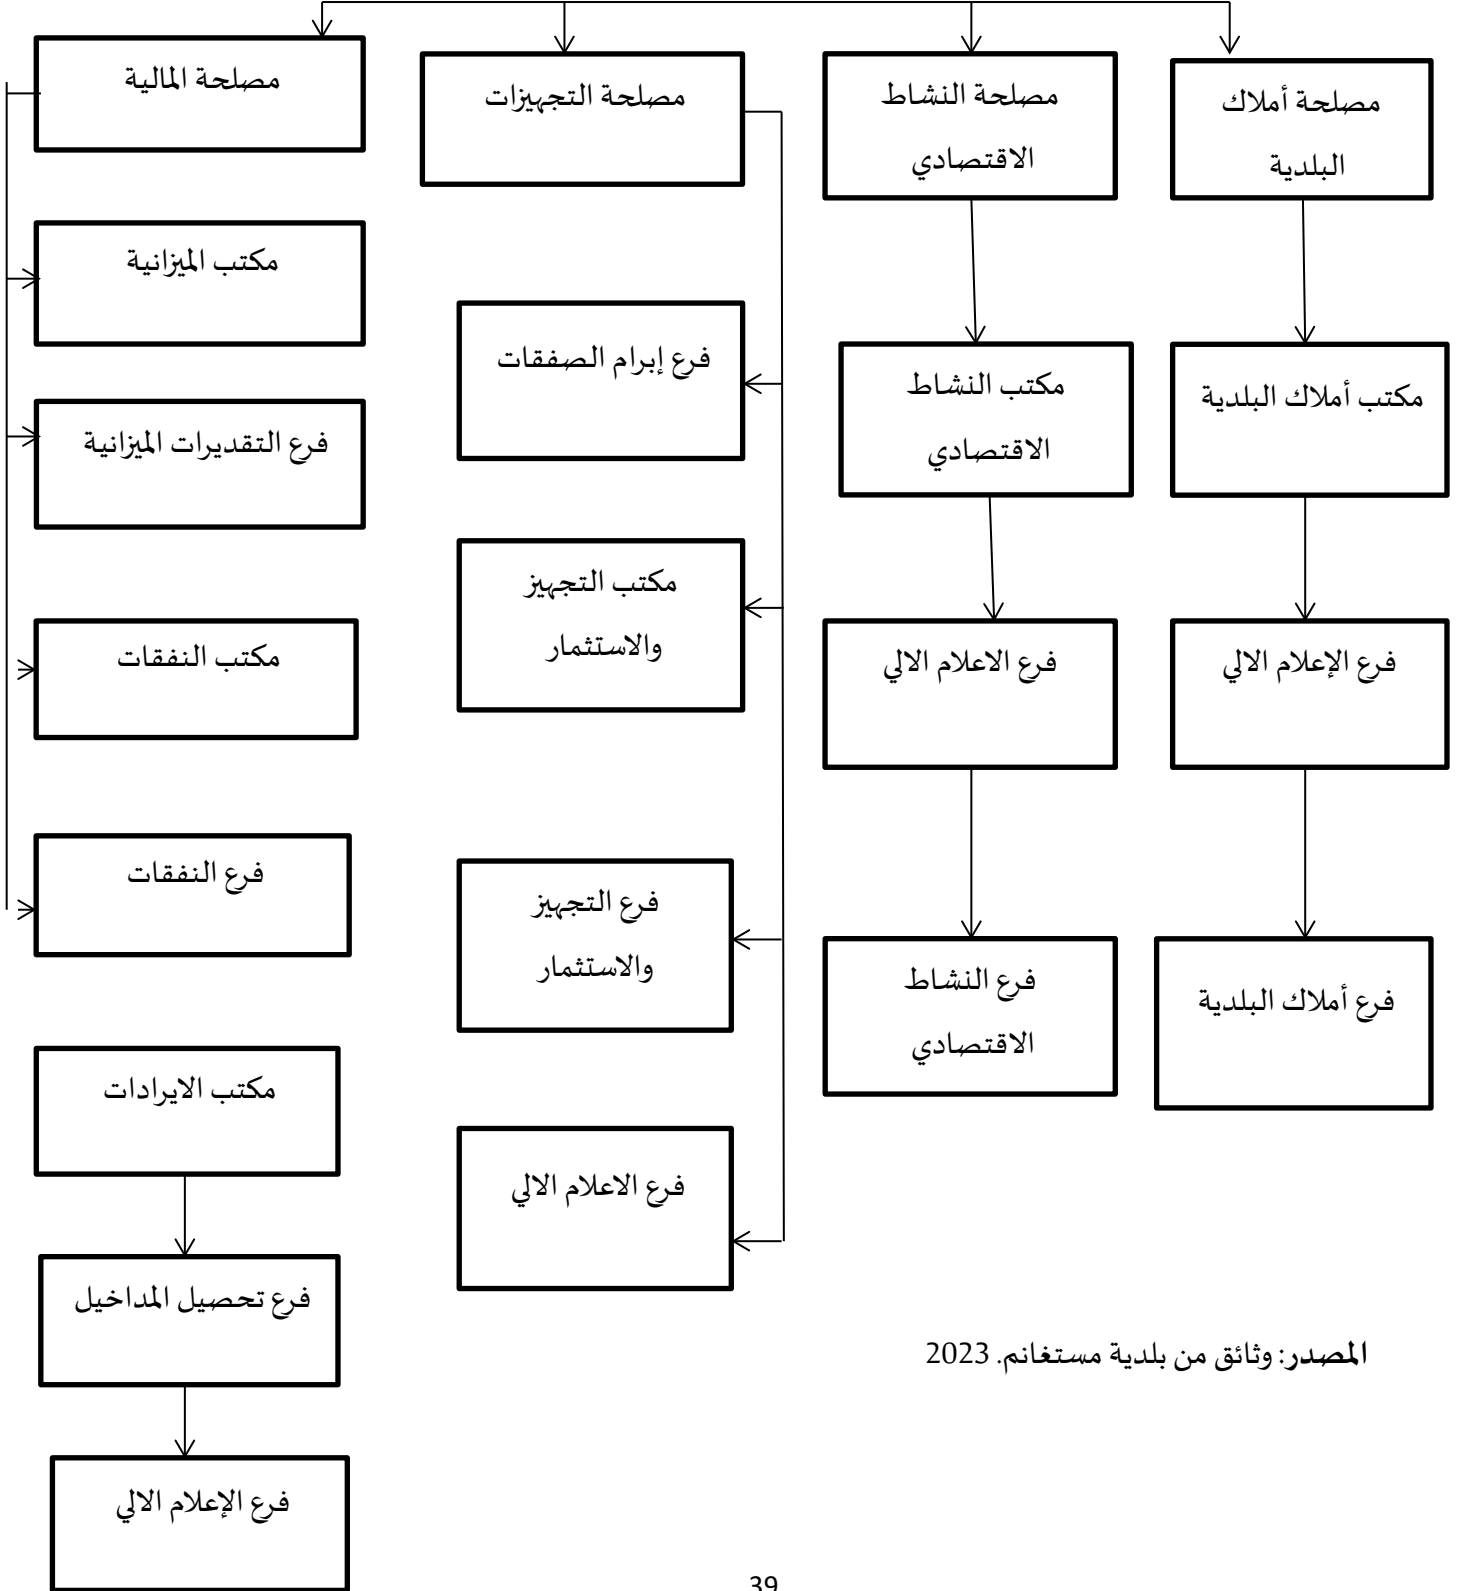 مصلحة أملاك
البلدية
مصلحة النشاط
الاقتصادي
مصلحة التجهيزات
مصلحة المالية
مكتب أملاك البلدية
مكتب النشاط
الاقتصادي
فرع إبرام الصفقات
مكتب الميزانية
فرع التقديرات الميزانية
فرع الإعلام الالي
فرع الاعلام الالي
مكتب التجهيز
والاستثمار
مكتب النفقات
فرع أملاك البلدية
فرع النشاط
الاقتصادي
فرع التجهيز
والاستثمار
فرع النفقات
فرع الاعلام الالي
مكتب الايرادات
فرع تحصيل المداخيل
فرع الإعلام الالي
المصدر: وثائق من بلدية مستغانم. 2023
39